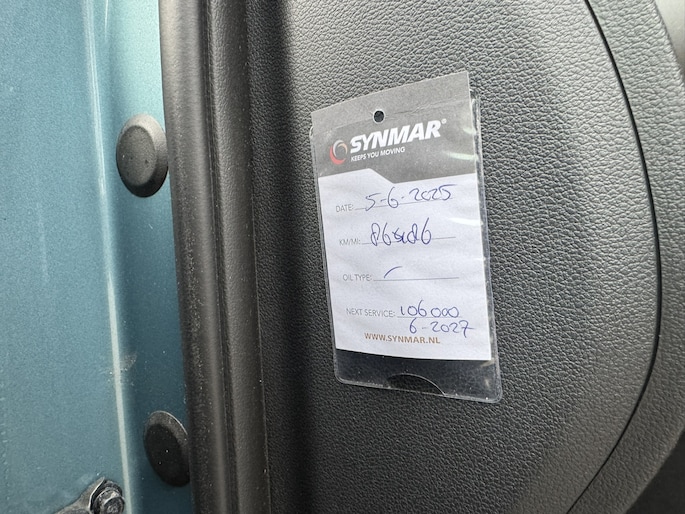 SYNMAR®
KEEPS YOU MOVING
DATE: 5-6-2025
KM/MI:
OIL TYPE: -
NEXT SERVICE: 106000
6-2027
WWW.SYNMAR.NL